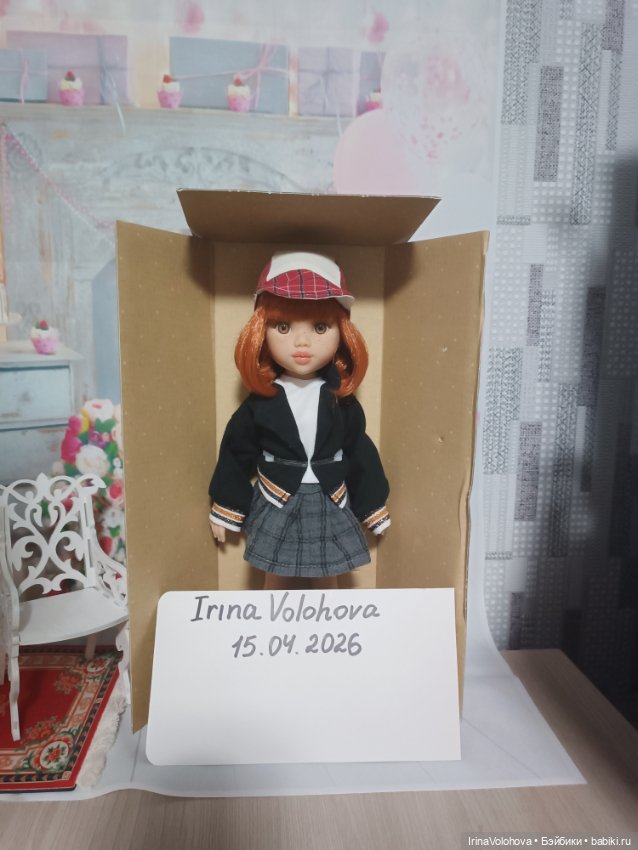 Irina Volohova
15.04.2026
IrinaVolohova • Бэйбики • babiki.ru